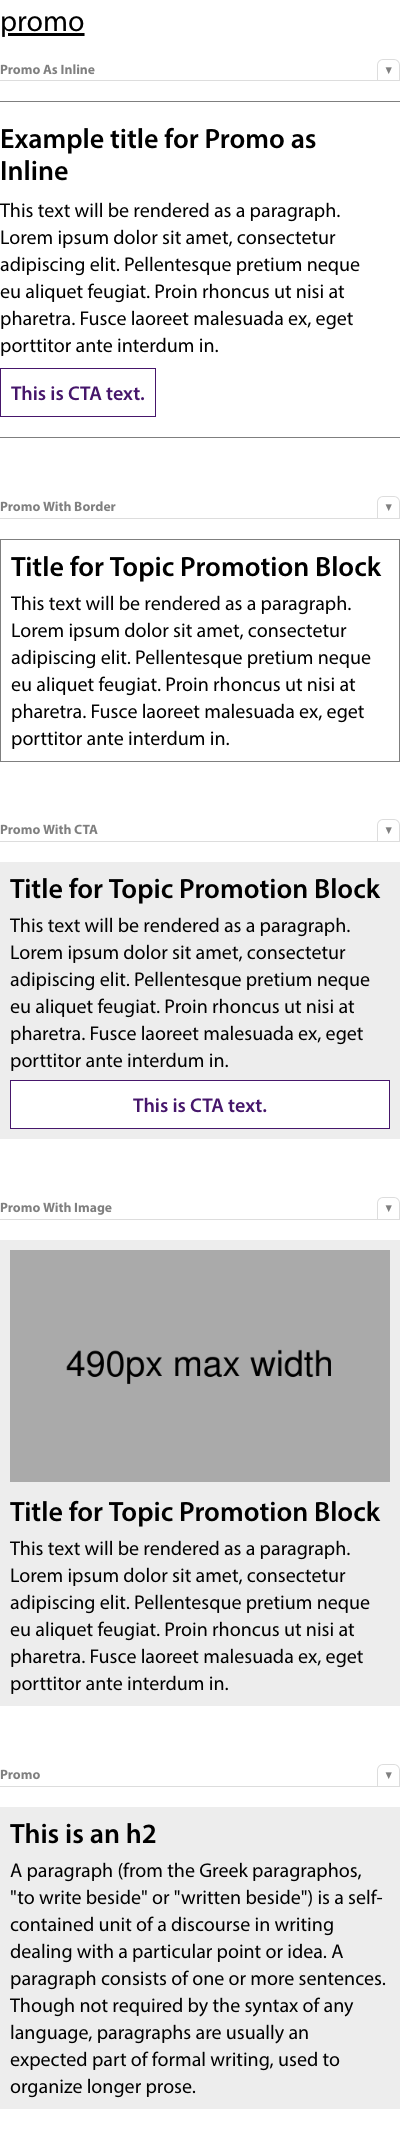 promo
Promo As Inline
▼
Example title for Promo as
Inline
This text will be rendered as a paragraph.
Lorem ipsum dolor sit amet, consectetur
adipiscing elit. Pellentesque pretium neque
eu aliquet feugiat. Proin rhoncus ut nisi at
pharetra. Fusce laoreet malesuada ex, eget
porttitor ante interdum in.
This is CTA text.
Promo With Border
▼
Title for Topic Promotion Block
This text will be rendered as a paragraph.
Lorem ipsum dolor sit amet, consectetur
adipiscing elit. Pellentesque pretium neque
eu aliquet feugiat. Proin rhoncus ut nisi at
pharetra. Fusce laoreet malesuada ex, eget
porttitor ante interdum in.
Promo With CTA
▼
Title for Topic Promotion Block
This text will be rendered as a paragraph.
Lorem ipsum dolor sit amet, consectetur
adipiscing elit. Pellentesque pretium neque
eu aliquet feugiat. Proin rhoncus ut nisi at
pharetra. Fusce laoreet malesuada ex, eget
porttitor ante interdum in.
This is CTA text.
Promo With Image
▼
490px max width
Title for Topic Promotion Block
This text will be rendered as a paragraph.
Lorem ipsum dolor sit amet, consectetur
adipiscing elit. Pellentesque pretium neque
eu aliquet feugiat. Proin rhoncus ut nisi at
pharetra. Fusce laoreet malesuada ex, eget
porttitor ante interdum in.
Promo
▼
This is an h2
A paragraph (from the Greek paragraphos,
"to write beside" or "written beside") is a self-
contained unit of a discourse in writing
dealing with a particular point or idea. A
paragraph consists of one or more sentences.
Though not required by the syntax of any
language, paragraphs are usually an
expected part of formal writing, used to
organize longer prose.